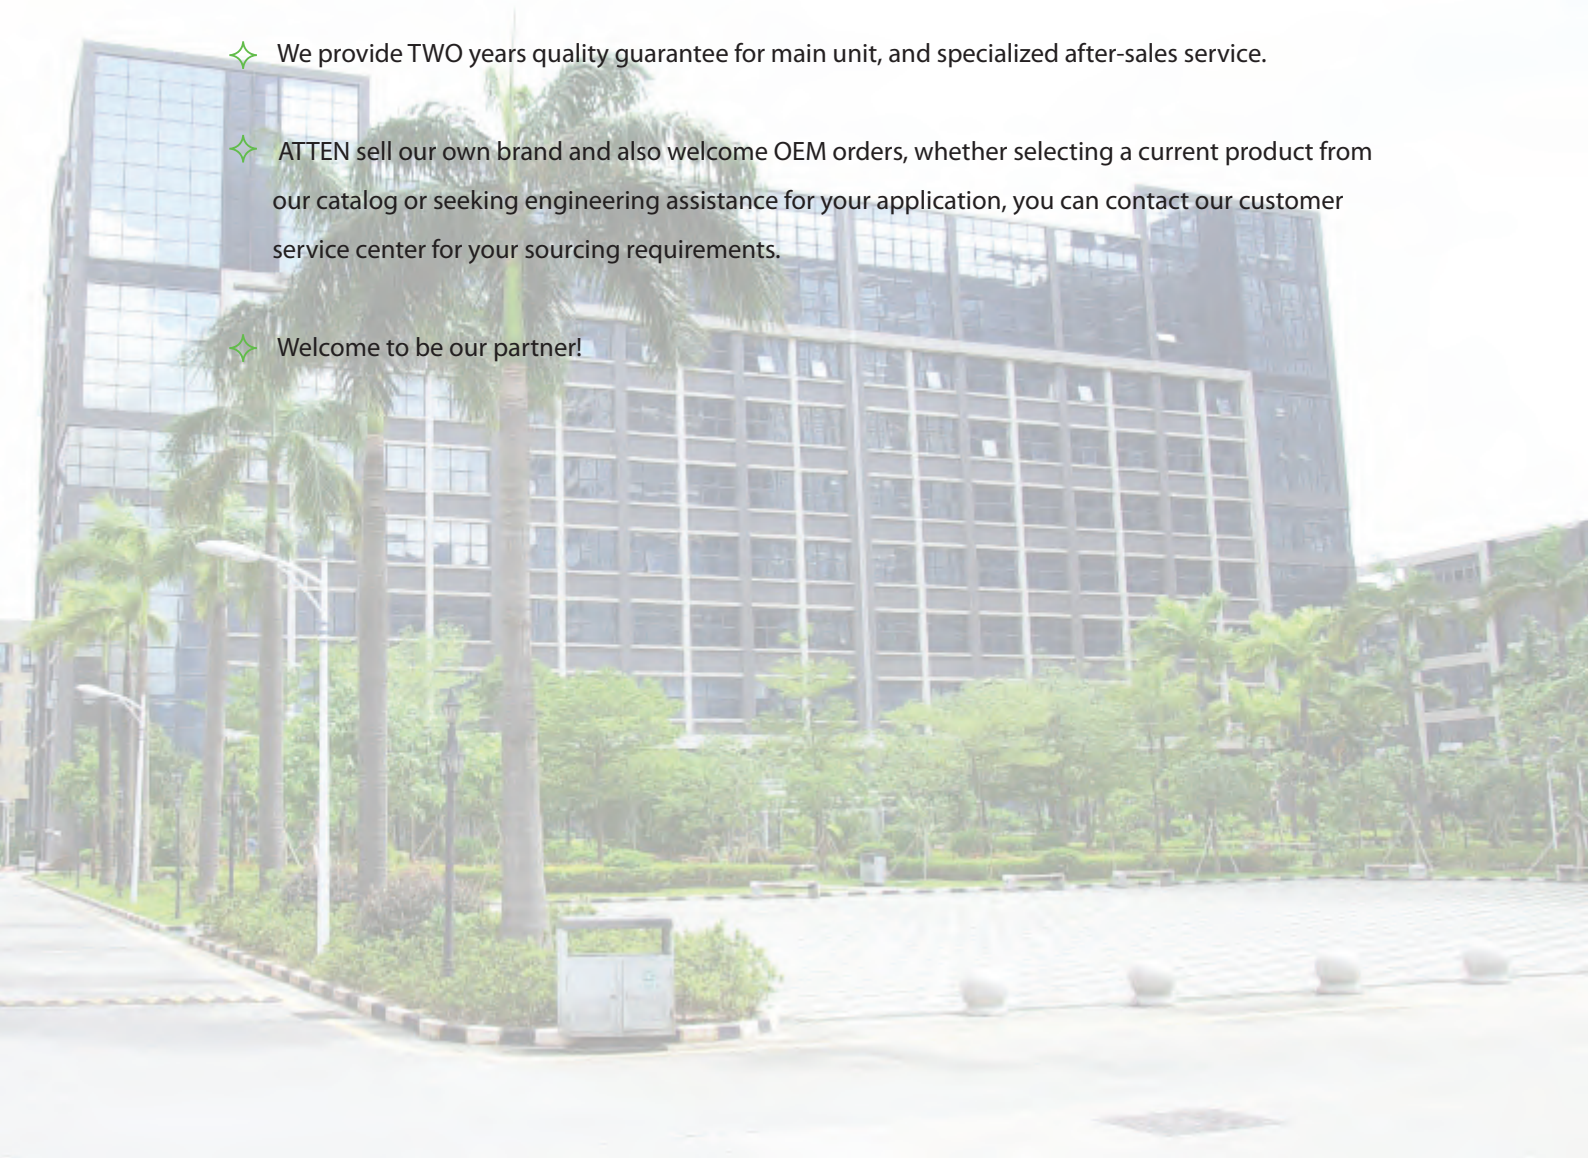 We provide TWO years quality guarantee for main unit, and specialized after-sales service.
ATTEN sell our own brand and also welcome OEM orders, whether selecting a current product from
our catalog or seeking engineering assistance for your application, you can contact our customer
service center for your sourcing requirements.
Welcome to be our partner!